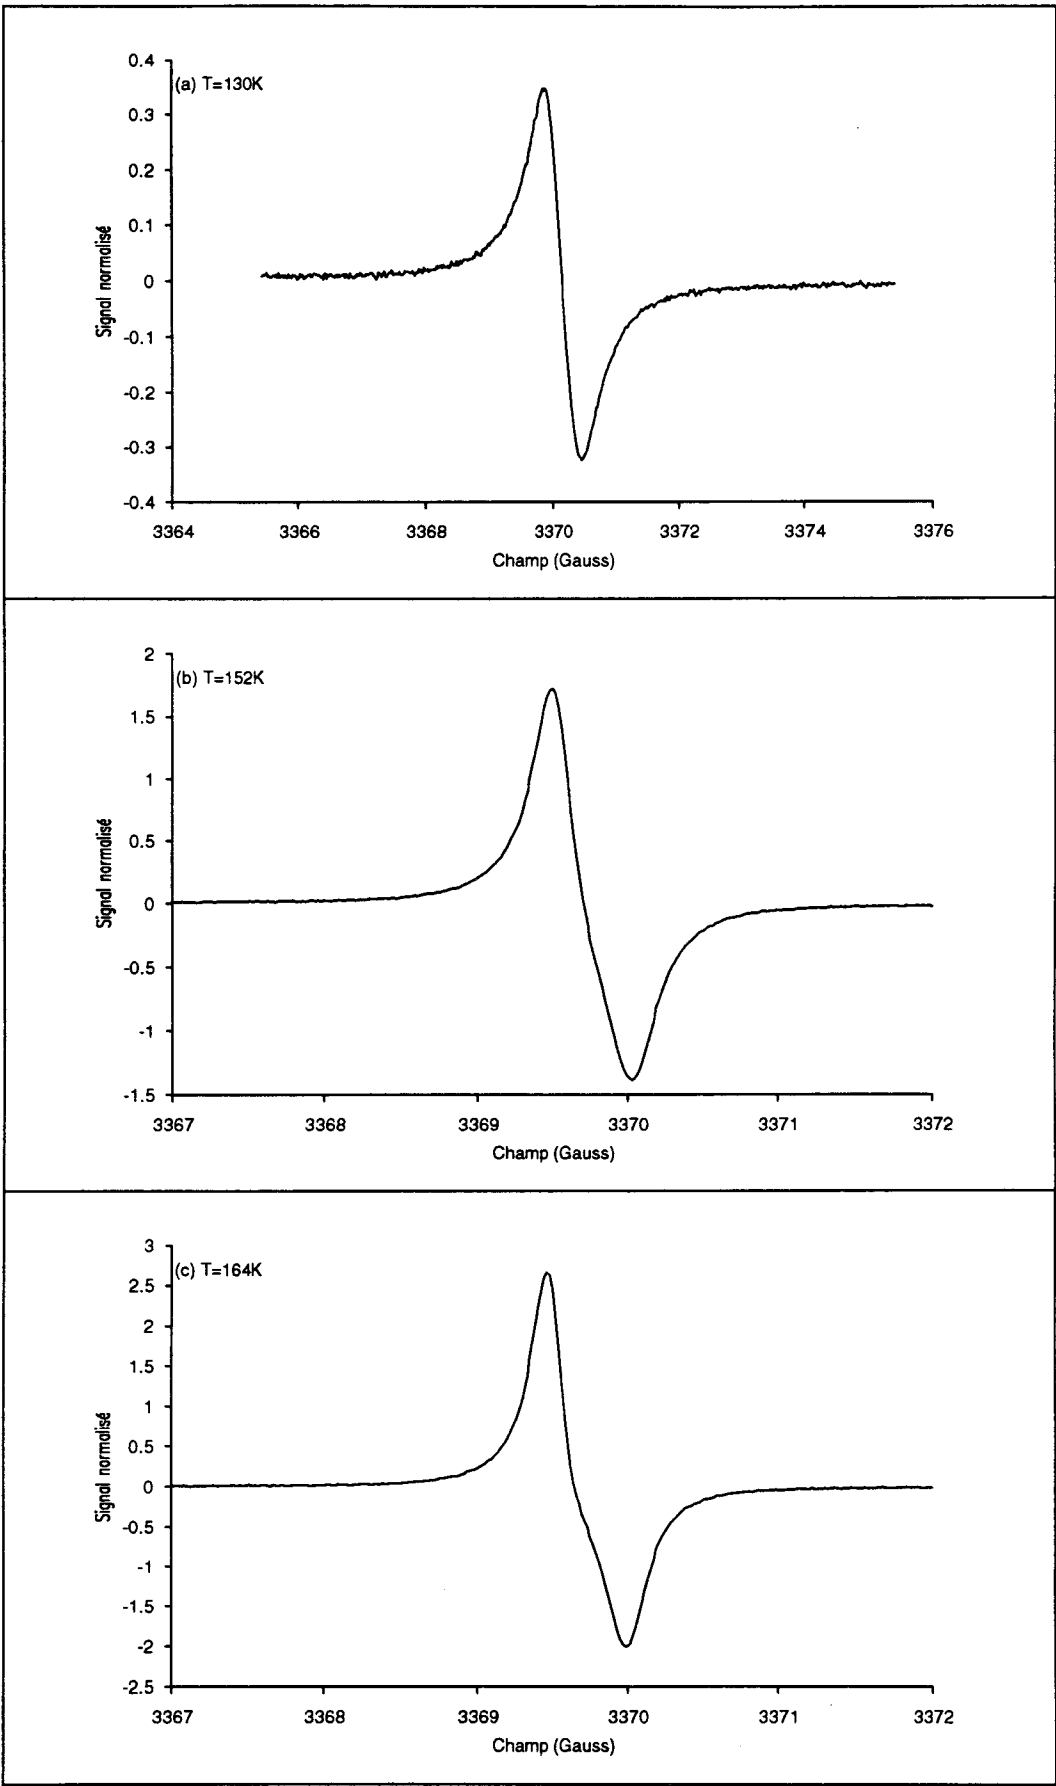 (a) T=130K
0.4
0.3
0.2
0.1
0
-0.1
-0.2
-0.3
-0.4
Signal normalisé
3364 3366 3368 3370 3372 3374 3376
Champ (Gauss)
(b) T=152K
2
1.5
1
0.5
0
-0.5
-1
-1.5
Signal normalisé
3367 3368 3369 3370 3371 3372
Champ (Gauss)
(c) T=164K
3
2.5
2
1.5
1
0.5
0
-0.5
-1
-1.5
-2
-2.5
Signal normalisé
3367 3368 3369 3370 3371 3372
Champ (Gauss)